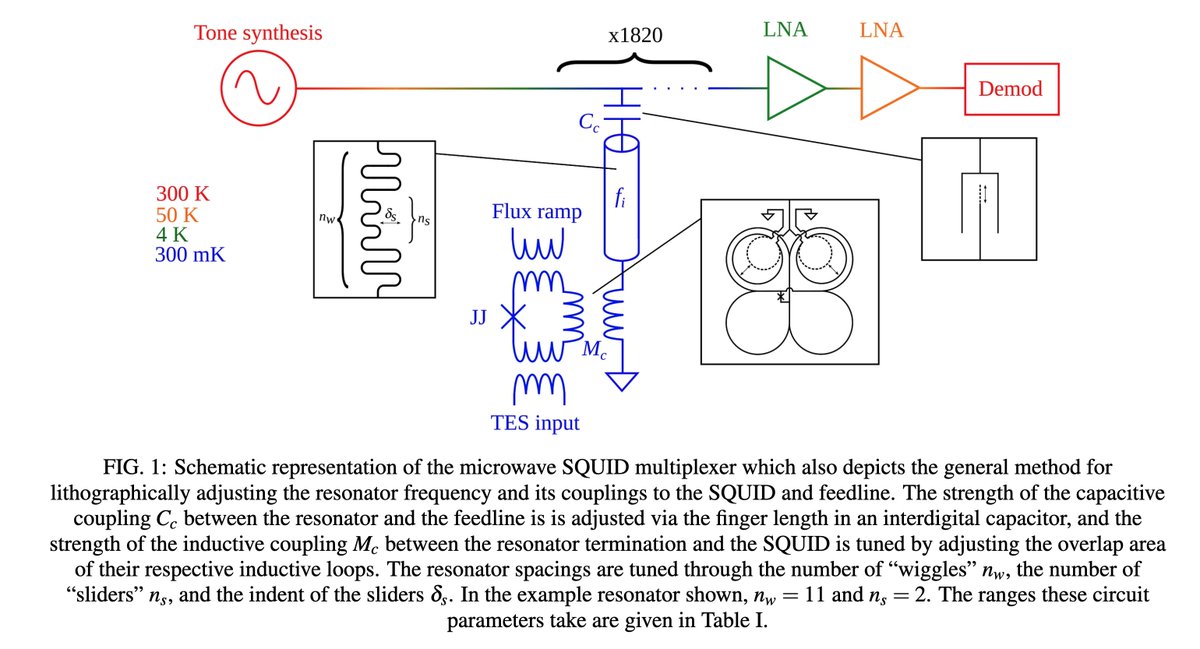 Tone synthesis
x1820
LNA
LNA
Demod
C_c
f_i
300 K
50 K
4 K
300 mK
n_w
δ_s
n_s
Flux ramp
JJ
M_c
TES input
FIG. 1: Schematic representation of the microwave SQUID multiplexer which also depicts the general method for
lithographically adjusting the resonator frequency and its couplings to the SQUID and feedline. The strength of the capacitive
coupling C_c between the resonator and the feedline is is adjusted via the finger length in an interdigital capacitor, and the
strength of the inductive coupling M_c between the resonator termination and the SQUID is tuned by adjusting the overlap area
of their respective inductive loops. The resonator spacings are tuned through the number of “wiggles” n_w, the number of
“sliders” n_s, and the indent of the sliders δ_s. In the example resonator shown, n_w = 11 and n_s = 2. The ranges these circuit
parameters take are given in Table I.